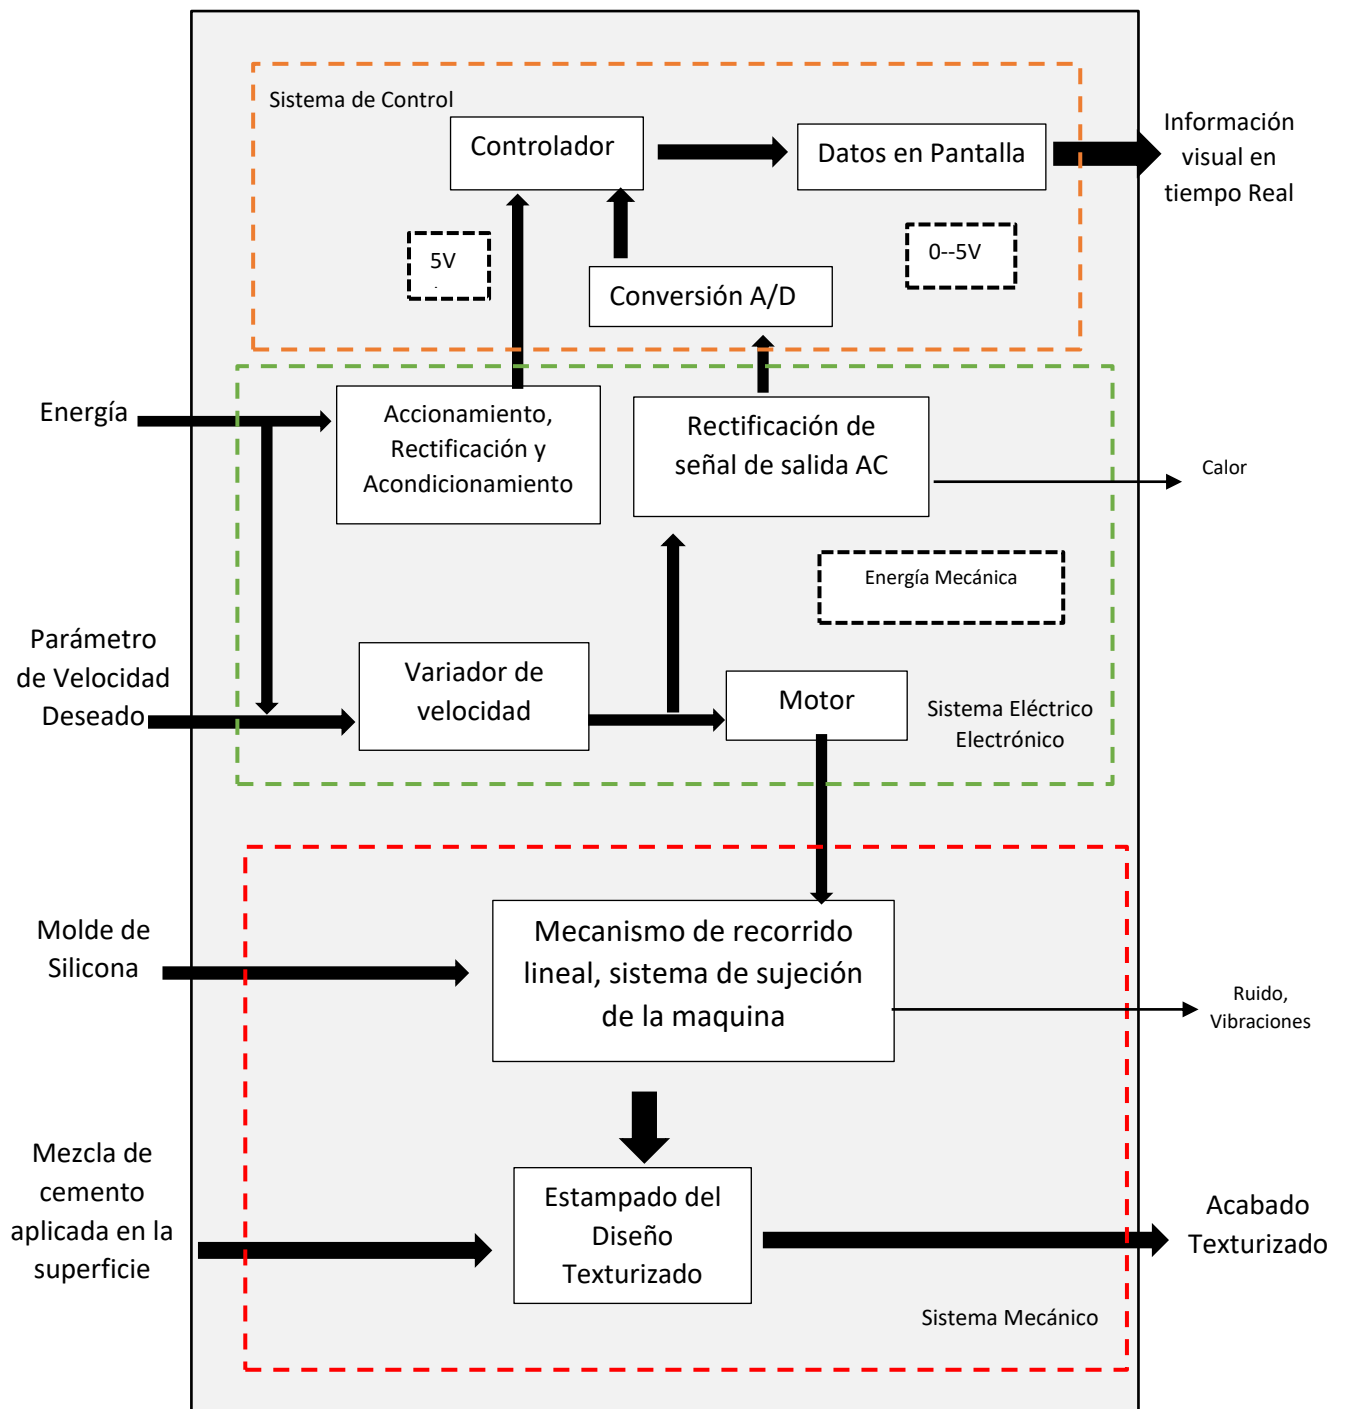 Sistema de Control
Controlador
Datos en Pantalla
Información
visual en
tiempo Real
5V
.
0--5V
Conversión A/D
Energía
Accionamiento,
Rectificación y
Acondicionamiento
Rectificación de
señal de salida AC
Calor
Energía Mecánica
Parámetro
de Velocidad
Deseado
Variador de
velocidad
Motor
Sistema Eléctrico
Electrónico
Molde de
Silicona
Mecanismo de recorrido
lineal, sistema de sujeción
de la maquina
Ruido,
Vibraciones
Mezcla de
cemento
aplicada en la
superficie
Estampado del
Diseño
Texturizado
Acabado
Texturizado
Sistema Mecánico